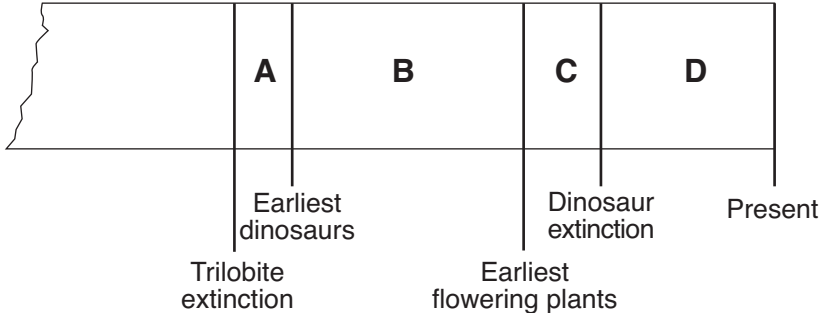 A B C D
Earliest
dinosaurs
Dinosaur
extinction
Present
Trilobite
extinction
Earliest
flowering plants